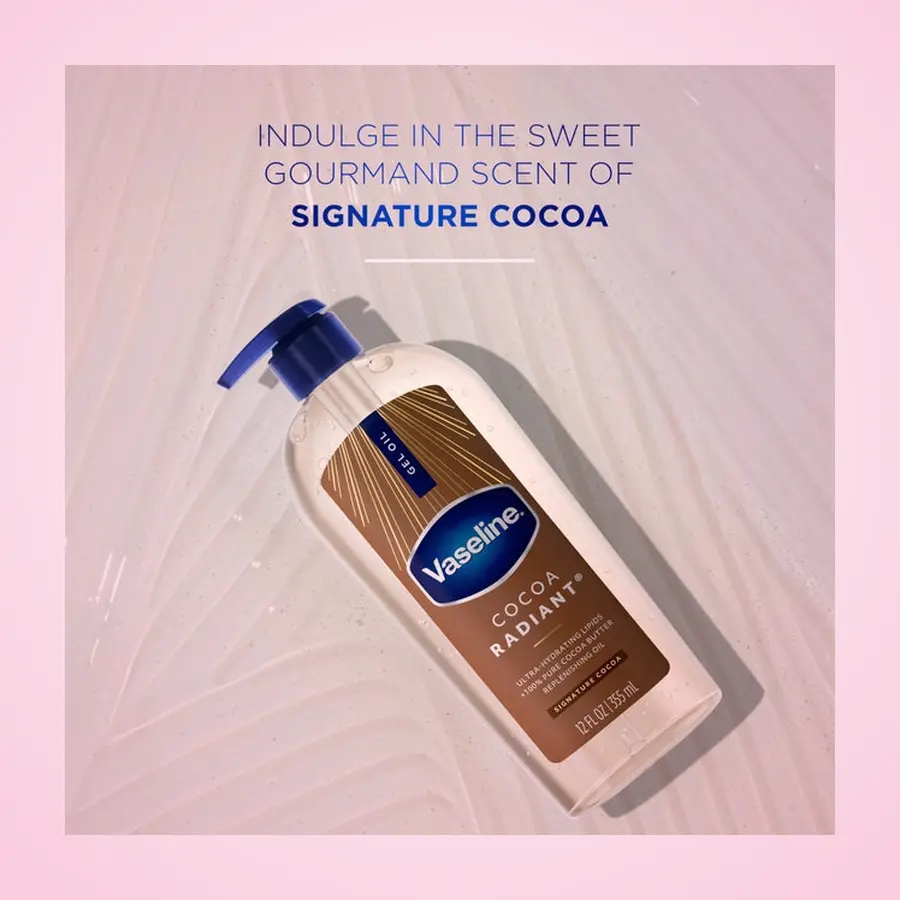 INDULGE IN THE SWEET
GOURMAND SCENT OF
SIGNATURE COCOA
GEL OIL
Vaseline.
COCOA
RADIANT®
ULTRA-HYDRATING LIPIDS
+100% PURE COCOA BUTTER
REPLENISHING OIL
SIGNATURE COCOA
12 FL OZ | 355 mL